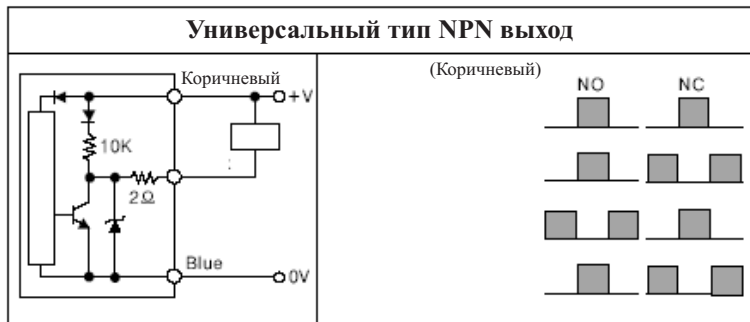 Универсальный тип NPN выход
Коричневый
+V
10K
2Ω
:
Blue
0V
(Коричневый)
NO NC